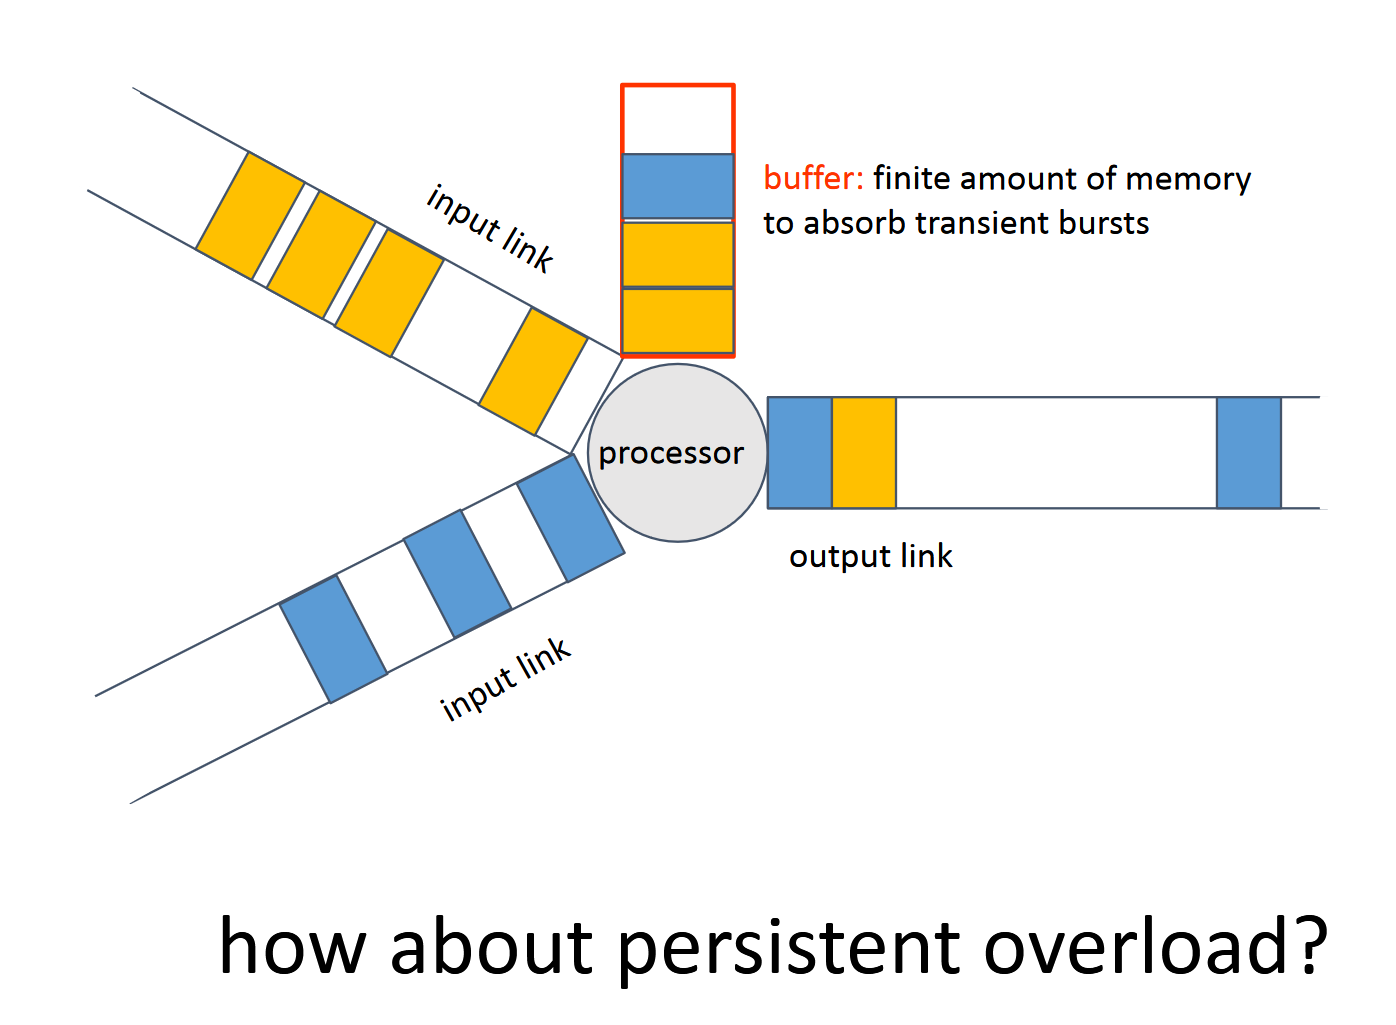 input link
buffer: finite amount of memory
to absorb transient bursts
processor
output link
input link
how about persistent overload?